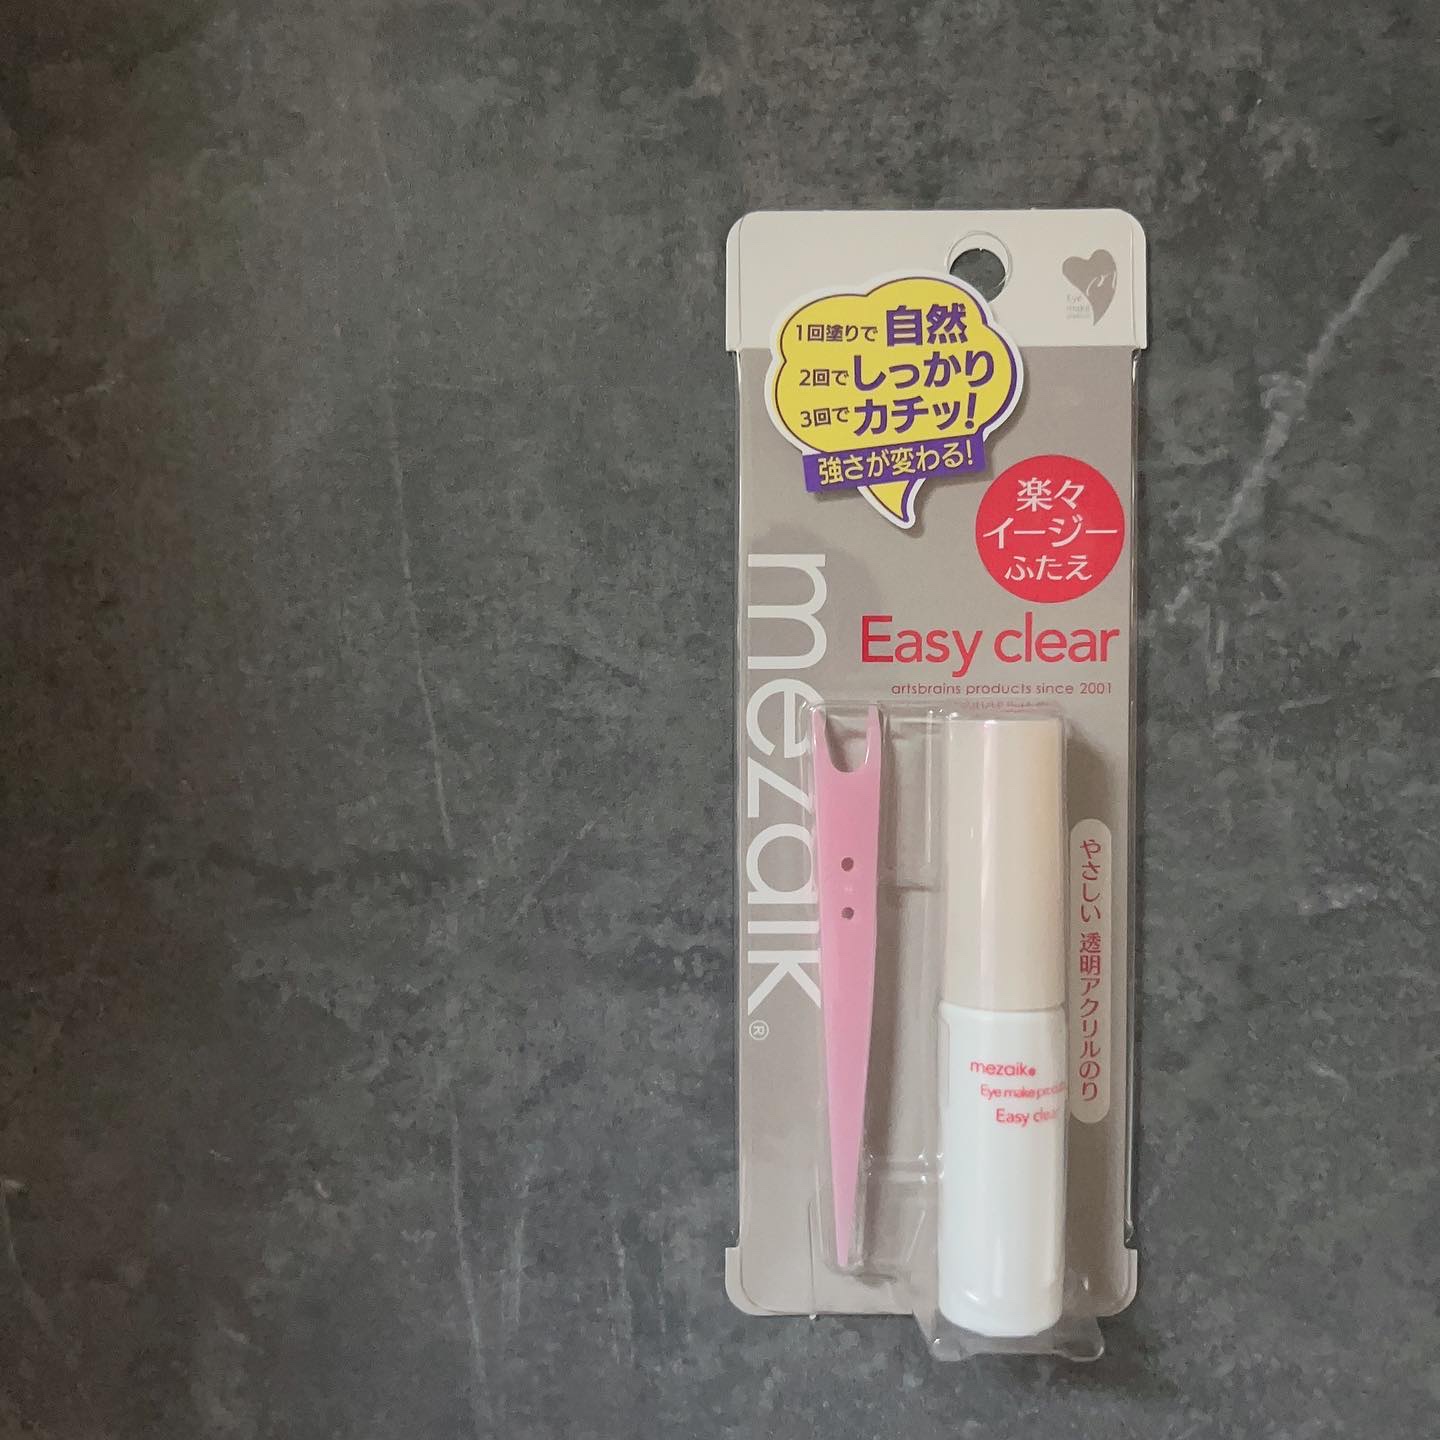 1回塗りで 自然
2回でしっかり
3回でカチッ!
強さが変わる!
楽々
イージー
ふたえ
Easy clear
artsbrains products since 2001
mezaik®
やさしい 透明アクリルのり
mezaik
Eye make
Easy clear
Eye
make